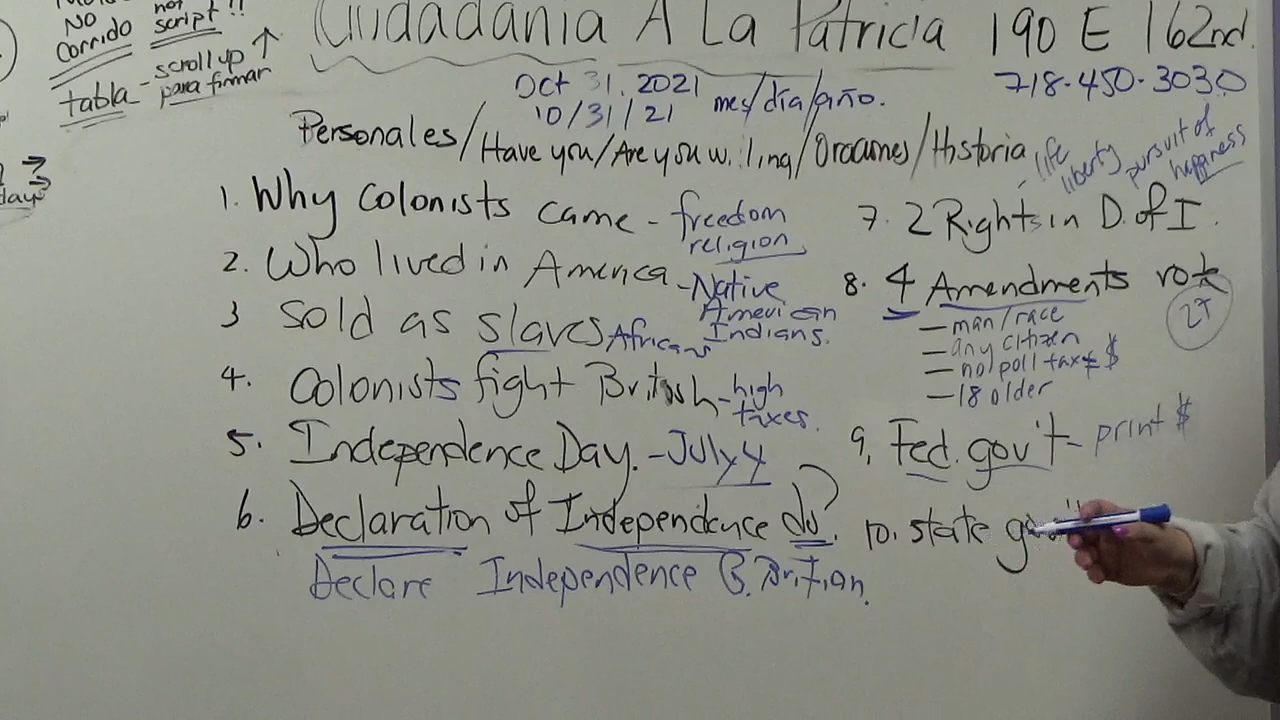 NO
not
Corrido script !!
tabla - scroll up ↑
para firmar
days
Ciudadania A La Patricia 190 E 162nd.
Oct 31. 2021
10/31/21 mes/día/año.
718.450.3030
Personales/Have you/Are you w.ling/Oraciones/Historia
- life liberty pursuit of happiness
1. Why Colonists came - freedom
religion
2. Who lived in America - Native
American
Indians.
3 Sold as slaves Africans
4. Colonists fight British - high
taxes.
5. Independence Day. - July 4
6. Declaration of Independence do?
Declare Independence G. Britian.
7. 2 Rights in D. of I.
8. 4 Amendments vote
27
- man/race
- any citizen
- no poll tax $
- 18 older
9. Fed. gov't - print $
10. state